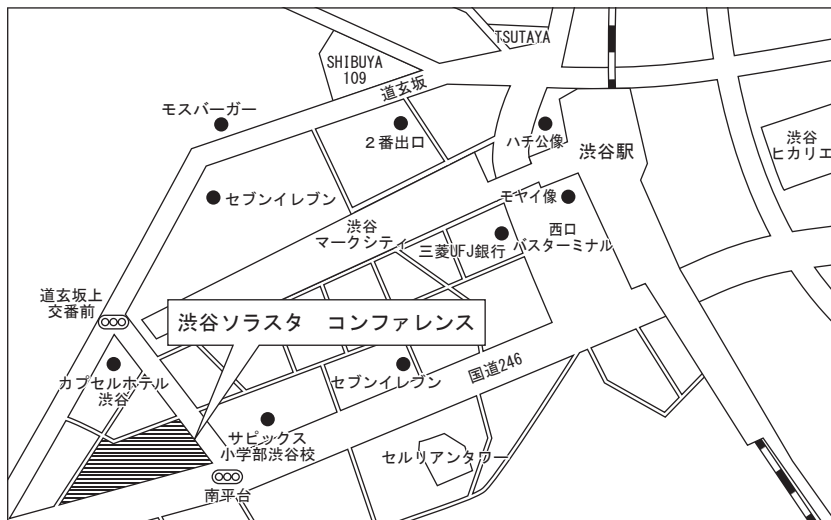 TSUTAYA
SHIBUYA
109
道玄坂
モスバーガー
2番出口
ハチ公像
渋谷駅
渋谷
ヒカリエ
セブンイレブン
モヤイ像
渋谷
マークシティ
三菱UFJ銀行
西口
バスターミナル
道玄坂上
交番前
渋谷ソラスタ　コンファレンス
カプセルホテル
渋谷
セブンイレブン
国道246
サピックス
小学部渋谷校
セルリアンタワー
南平台